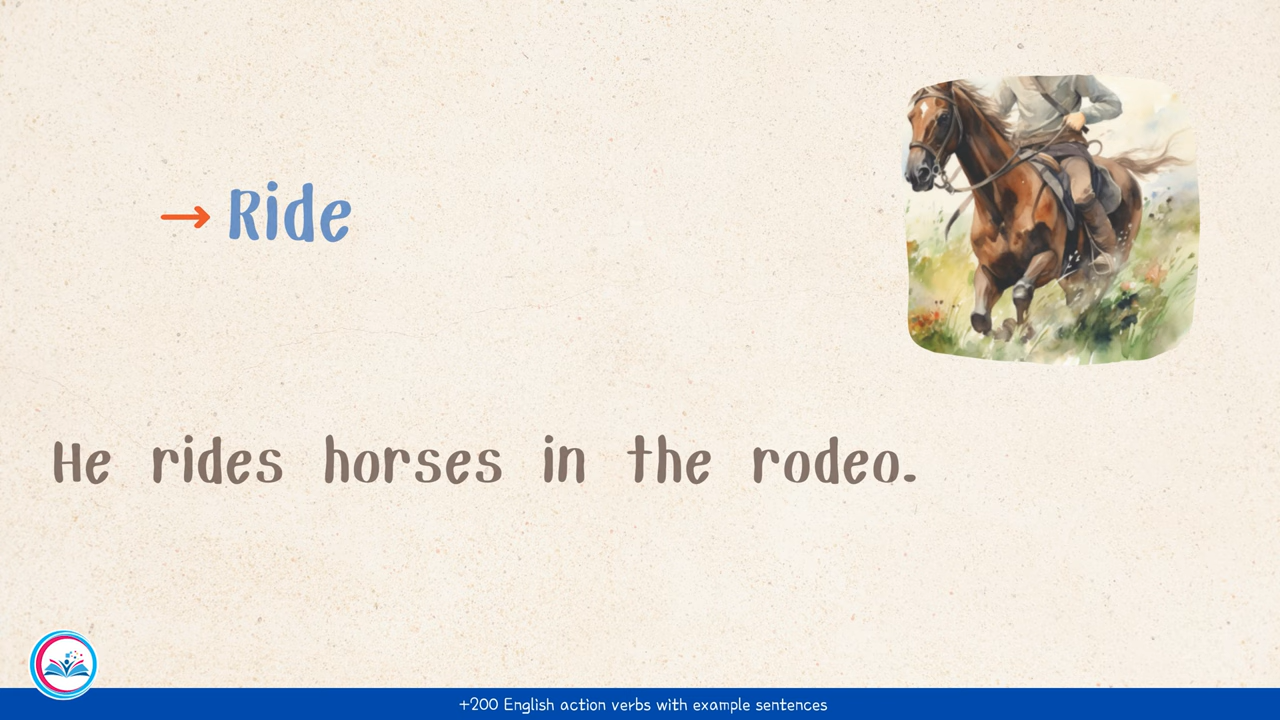 Ride
He rides horses in the rodeo.
+200 English action verbs with example sentences